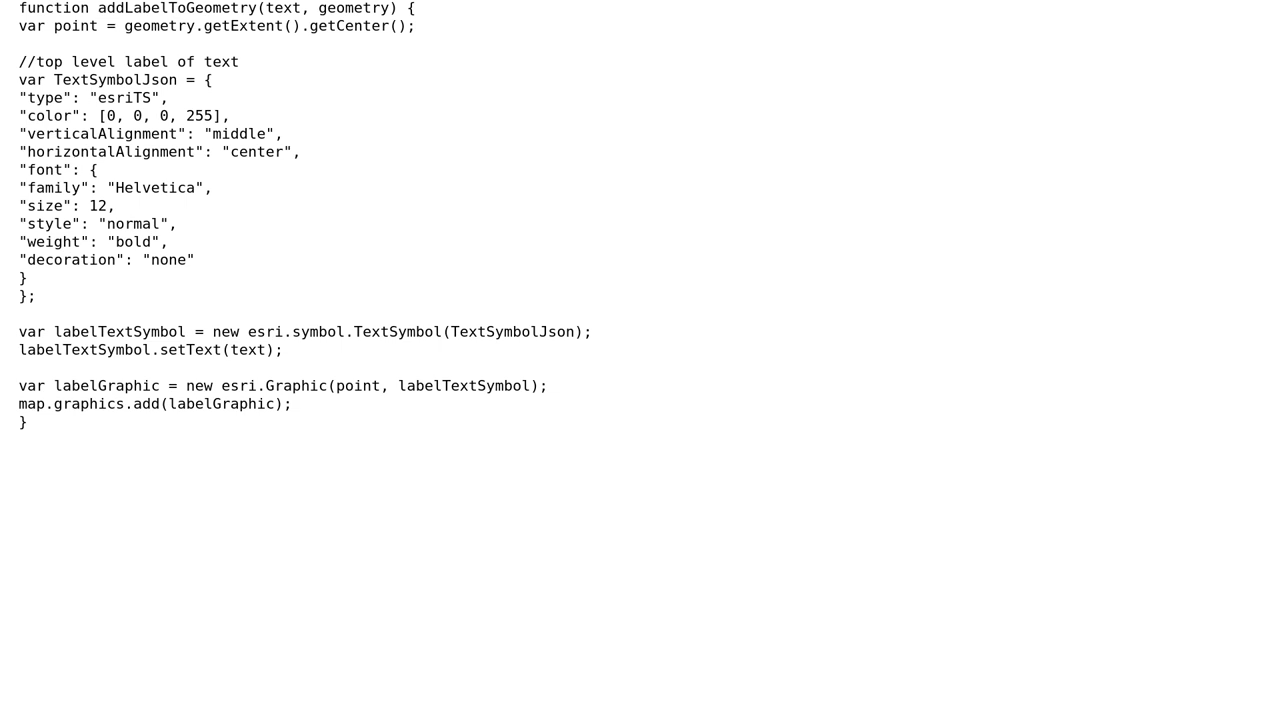 function addLabelToGeometry(text, geometry) {
var point = geometry.getExtent().getCenter();

//top level label of text
var TextSymbolJson = {
"type": "esriTS",
"color": [0, 0, 0, 255],
"verticalAlignment": "middle",
"horizontalAlignment": "center",
"font": {
"family": "Helvetica",
"size": 12,
"style": "normal",
"weight": "bold",
"decoration": "none"
}
};

var labelTextSymbol = new esri.symbol.TextSymbol(TextSymbolJson);
labelTextSymbol.setText(text);

var labelGraphic = new esri.Graphic(point, labelTextSymbol);
map.graphics.add(labelGraphic);
}